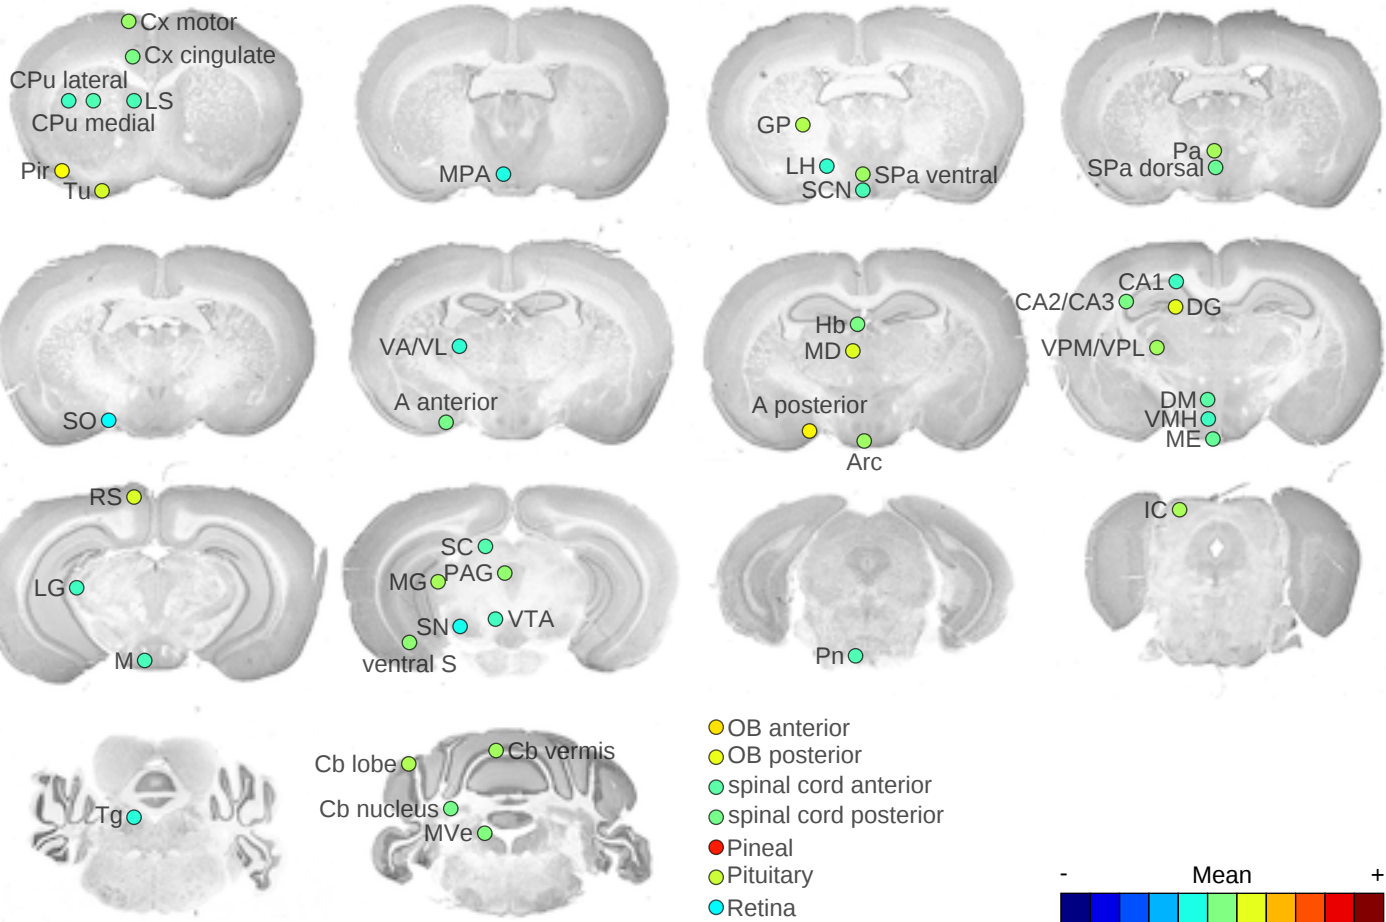 Cx motor
Cx cingulate
CPu lateral
LS
CPu medial
Pir
Tu
MPA
GP
LH
SPa ventral
SCN
Pa
SPa dorsal
SO
VA/VL
A anterior
Hb
MD
A posterior
Arc
CA1
CA2/CA3
DG
VPM/VPL
DM
VMH
ME
RS
LG
M
SC
MG
PAG
SN
VTA
ventral S
Pn
IC
Tg
Cb lobe
Cb vermis
Cb nucleus
MVe
OB anterior
OB posterior
spinal cord anterior
spinal cord posterior
Pineal
Pituitary
Retina
- Mean +